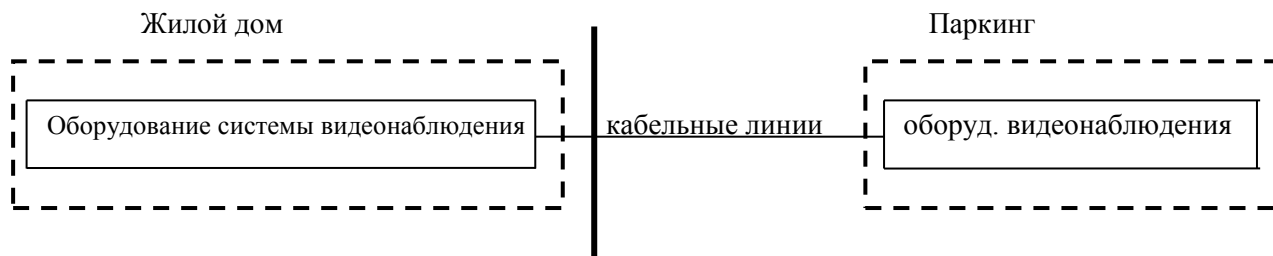 Жилой дом
Паркинг
Оборудование системы видеонаблюдения
кабельные линии
оборуд. видеонаблюдения